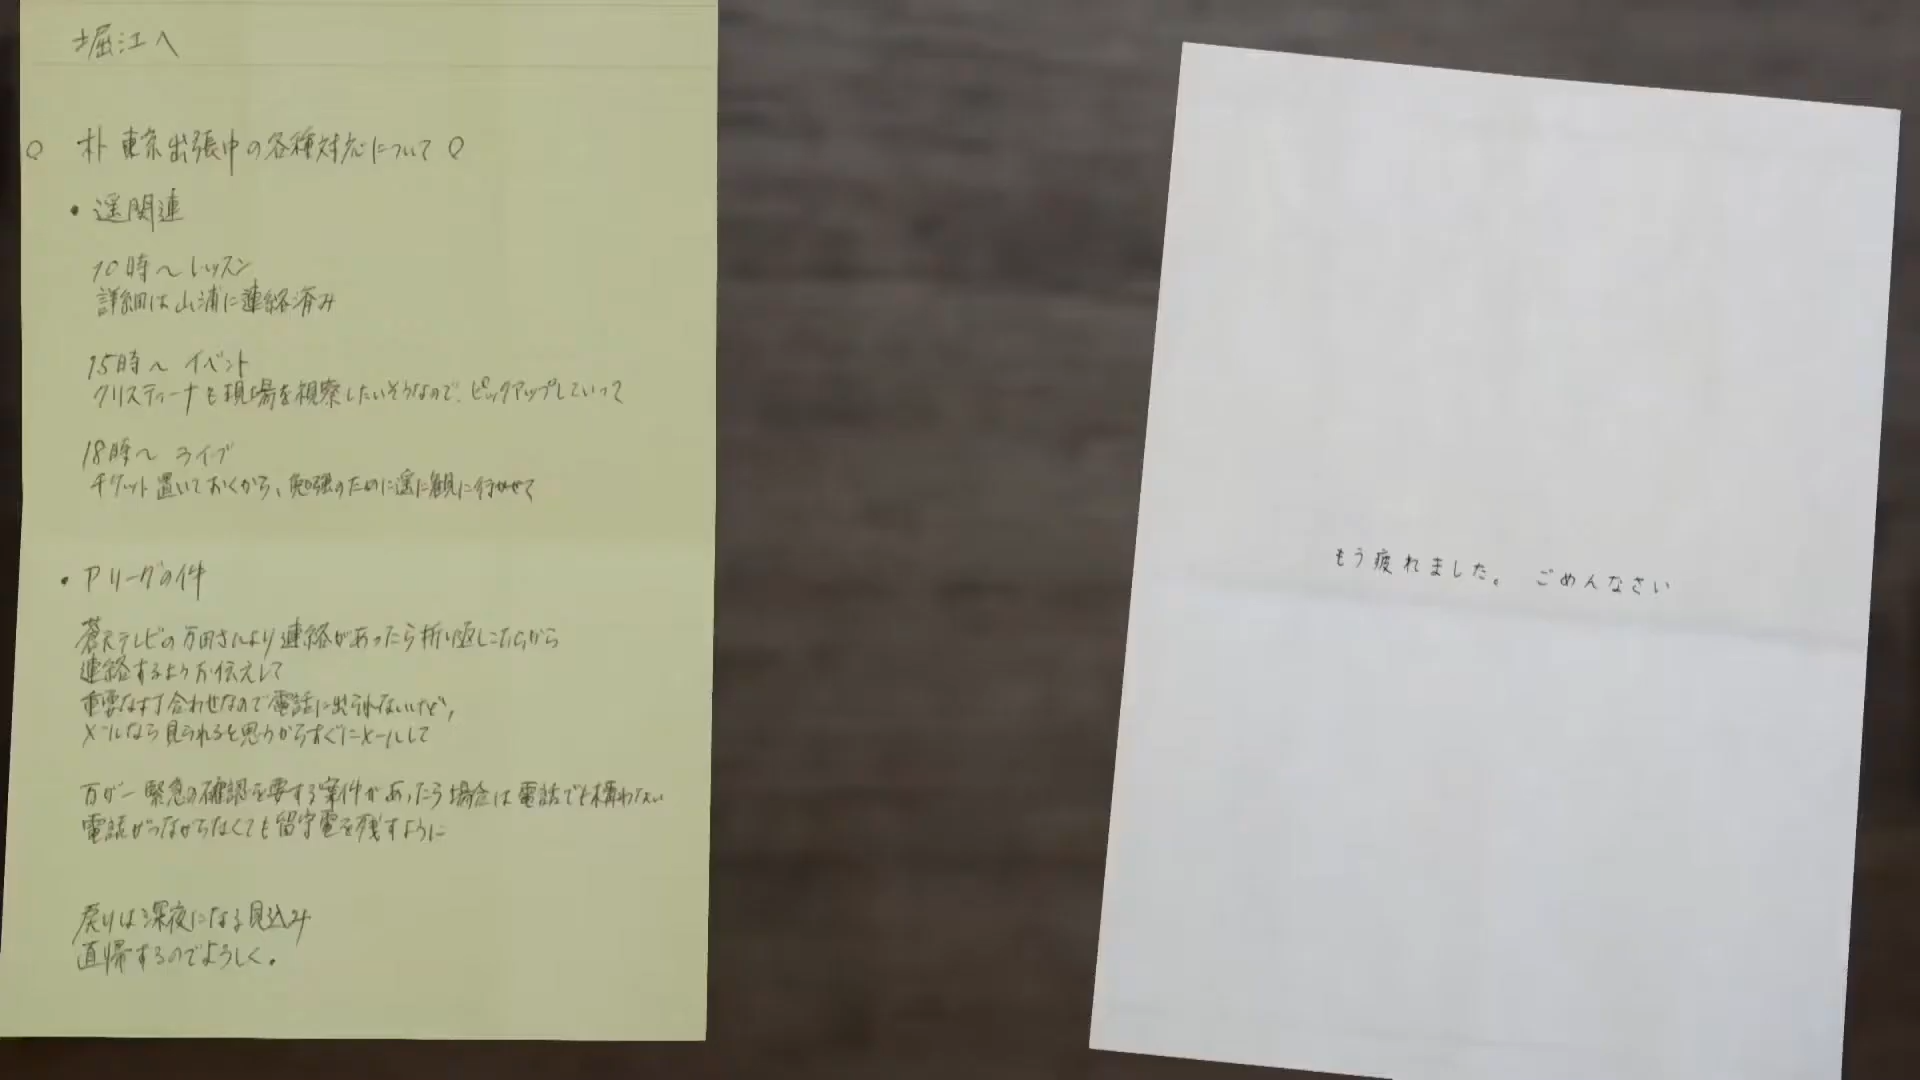 堀江へ
○ 朴 東京出張中の各種対応について ○
・遥関連
10時〜レッスン
詳細は山浦に連絡済み
15時〜 イベント
クリスティーナも現場を視察したいそうなので、ピックアップしていって
18時〜 ライブ
チケット置いておくから、勉強のために遥に観に行かせて
・Pリーグの件
蒼天テレビの万田さんより連絡があったら折り返しこちらから
連絡するようお伝えして
重要な打ち合わせなので電話に出られないけど、
メールなら見られると思うからすぐにメールして
万が一緊急の確認を要する案件があったら場合は電話でも構わない
電話がつながらなくても留守電を残すように
戻りは深夜になる見込み
直帰するのでよろしく。
もう疲れました。 ごめんなさい